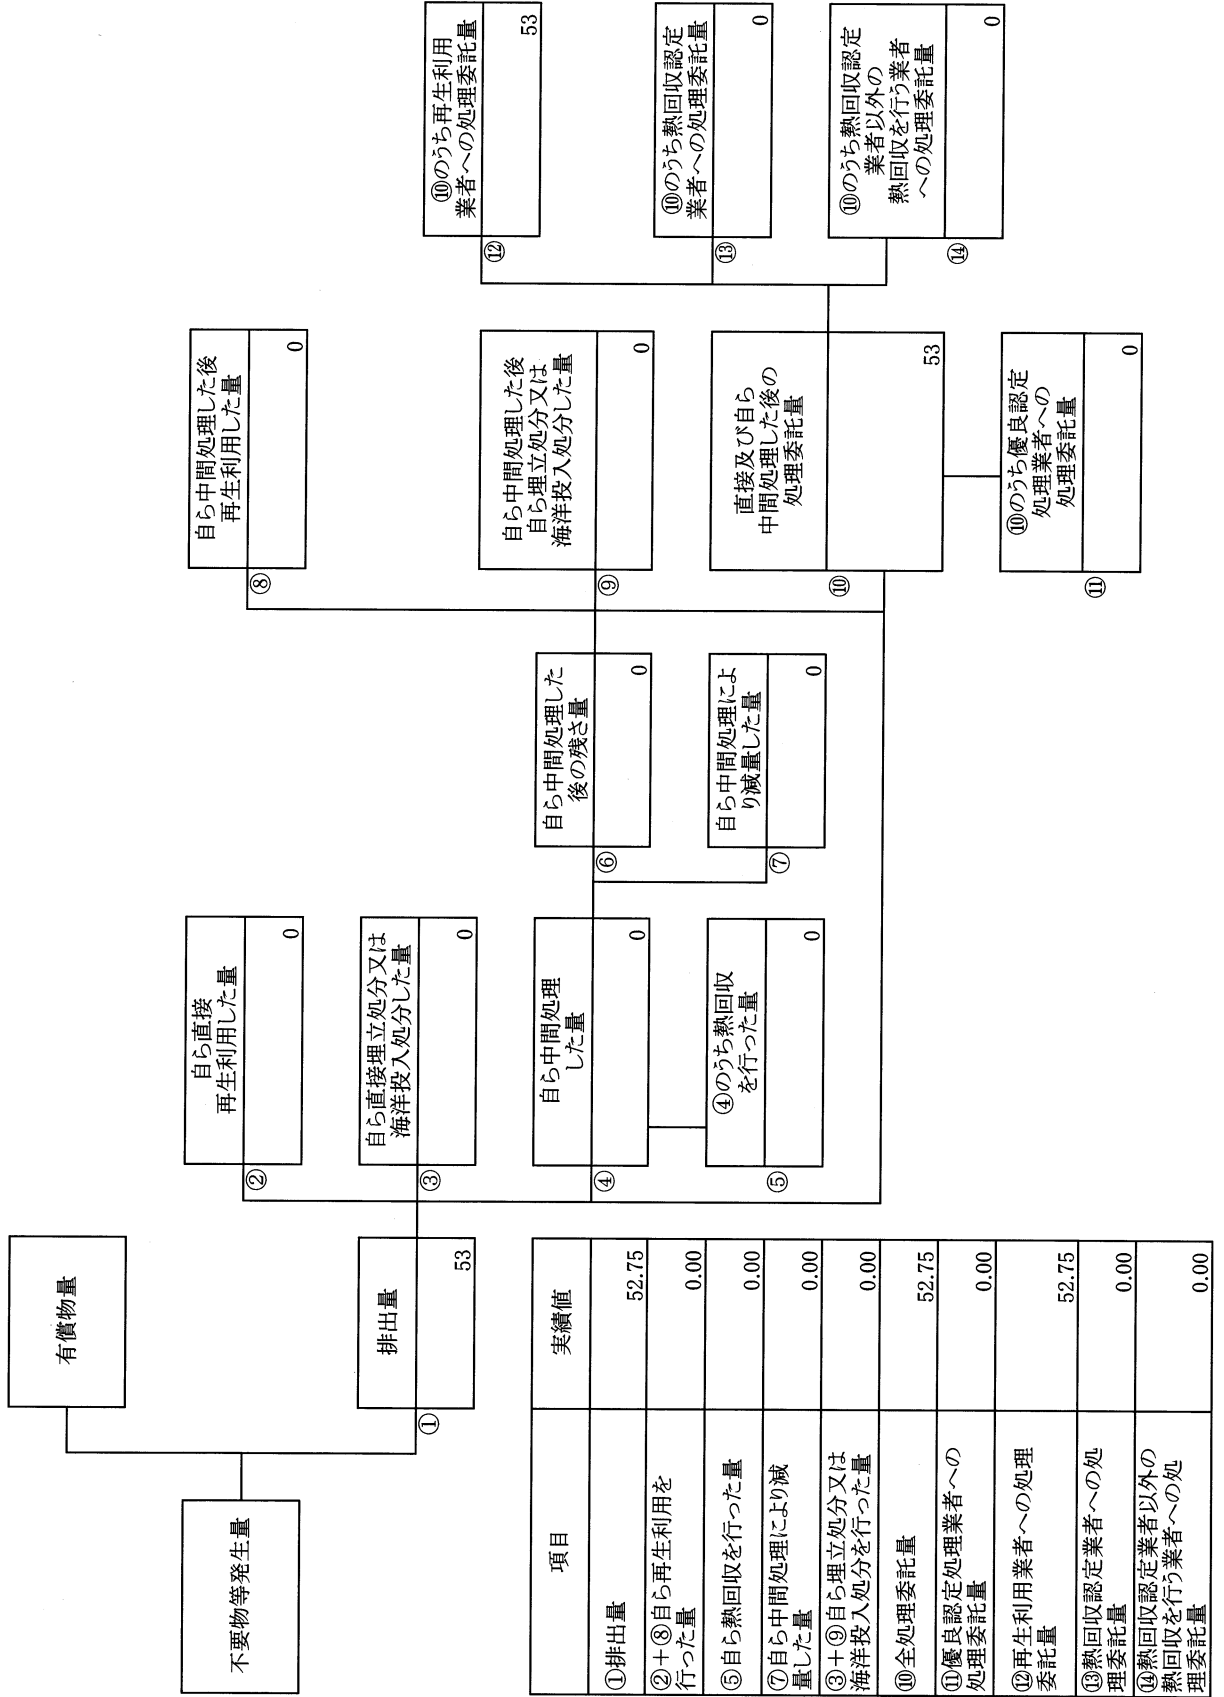 不要物等発生量
有償物量
排出量
①
53
自ら直接
再生利用した量
②
0
自ら直接埋立処分又は
海洋投入処分した量
③
0
自ら中間処理
した量
④
0
④のうち熱回収
を行った量
⑤
0
自ら中間処理した
後の残さ量
⑥
0
自ら中間処理によ
り減量した量
⑦
0
自ら中間処理した後
再生利用した量
⑧
0
自ら中間処理した後
自ら埋立処分又は
海洋投入処分した量
⑨
0
直接及び自ら
中間処理した後の
処理委託量
⑩
53
⑩のうち優良認定
処理業者への
処理委託量
⑪
0
⑩のうち再生利用
業者への処理委託量
⑫
53
⑩のうち熱回収認定
業者への処理委託量
⑬
0
⑩のうち熱回収認定
業者以外の
熱回収を行う業者
への処理委託量
⑭
0
項目 実績値
①排出量 52.75
②+⑧自ら再生利用を
行った量 0.00
⑤自ら熱回収を行った量 0.00
⑦自ら中間処理により減
量した量 0.00
③+⑨自ら埋立処分又は
海洋投入処分を行った量 0.00
⑩全処理委託量 52.75
⑪優良認定処理業者への
処理委託量 0.00
⑫再生利用業者への処理
委託量 52.75
⑬熱回収認定業者への処
理委託量 0.00
⑭熱回収認定業者以外の
熱回収を行う業者への処
理委託量 0.00